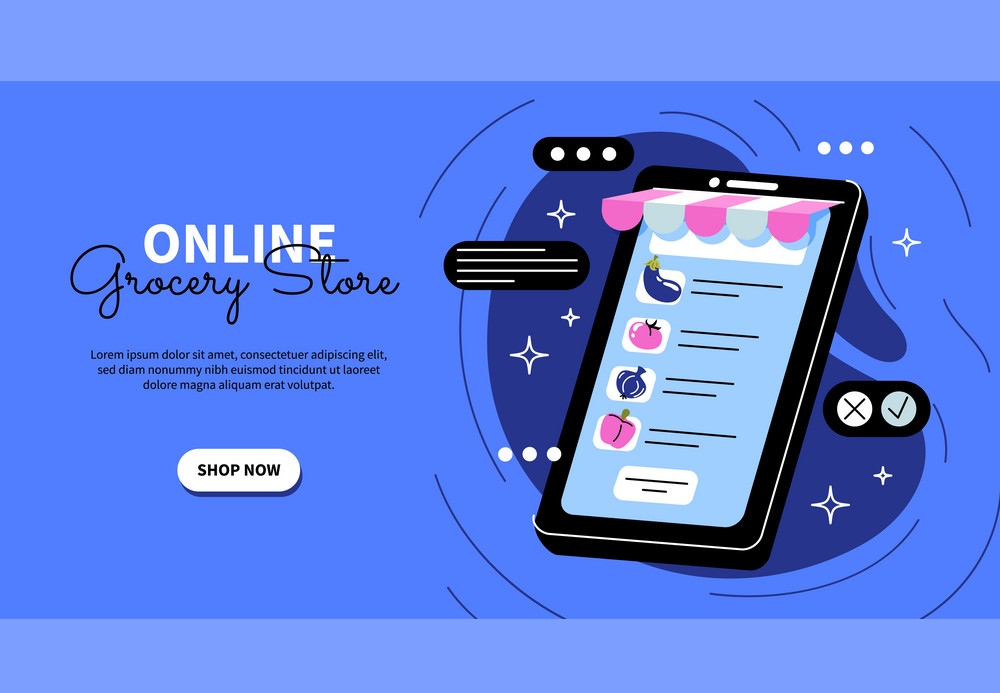 ONLINE
Grocery Store
Lorem ipsum dolor sit amet, consectetuer adipiscing elit,
sed diam nonummy nibh euismod tincidunt ut laoreet
dolore magna aliquam erat volutpat.
SHOP NOW